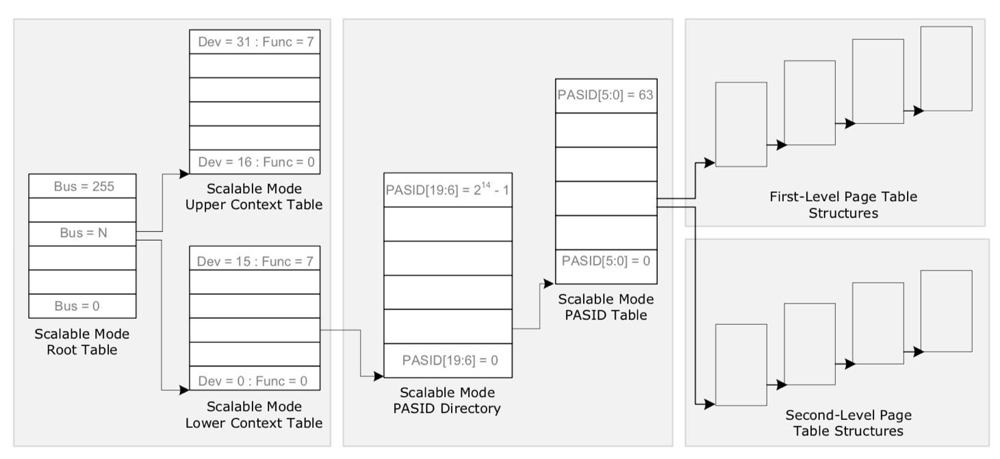 Dev = 31 : Func = 7
Dev = 16 : Func = 0
Scalable Mode
Upper Context Table
Bus = 255
Bus = N
Bus = 0
Scalable Mode
Root Table
Dev = 15 : Func = 7
Dev = 0 : Func = 0
Scalable Mode
Lower Context Table
PASID[19:6] = 2¹⁴ - 1
PASID[19:6] = 0
Scalable Mode
PASID Directory
PASID[5:0] = 63
PASID[5:0] = 0
Scalable Mode
PASID Table
First-Level Page Table
Structures
Second-Level Page
Table Structures